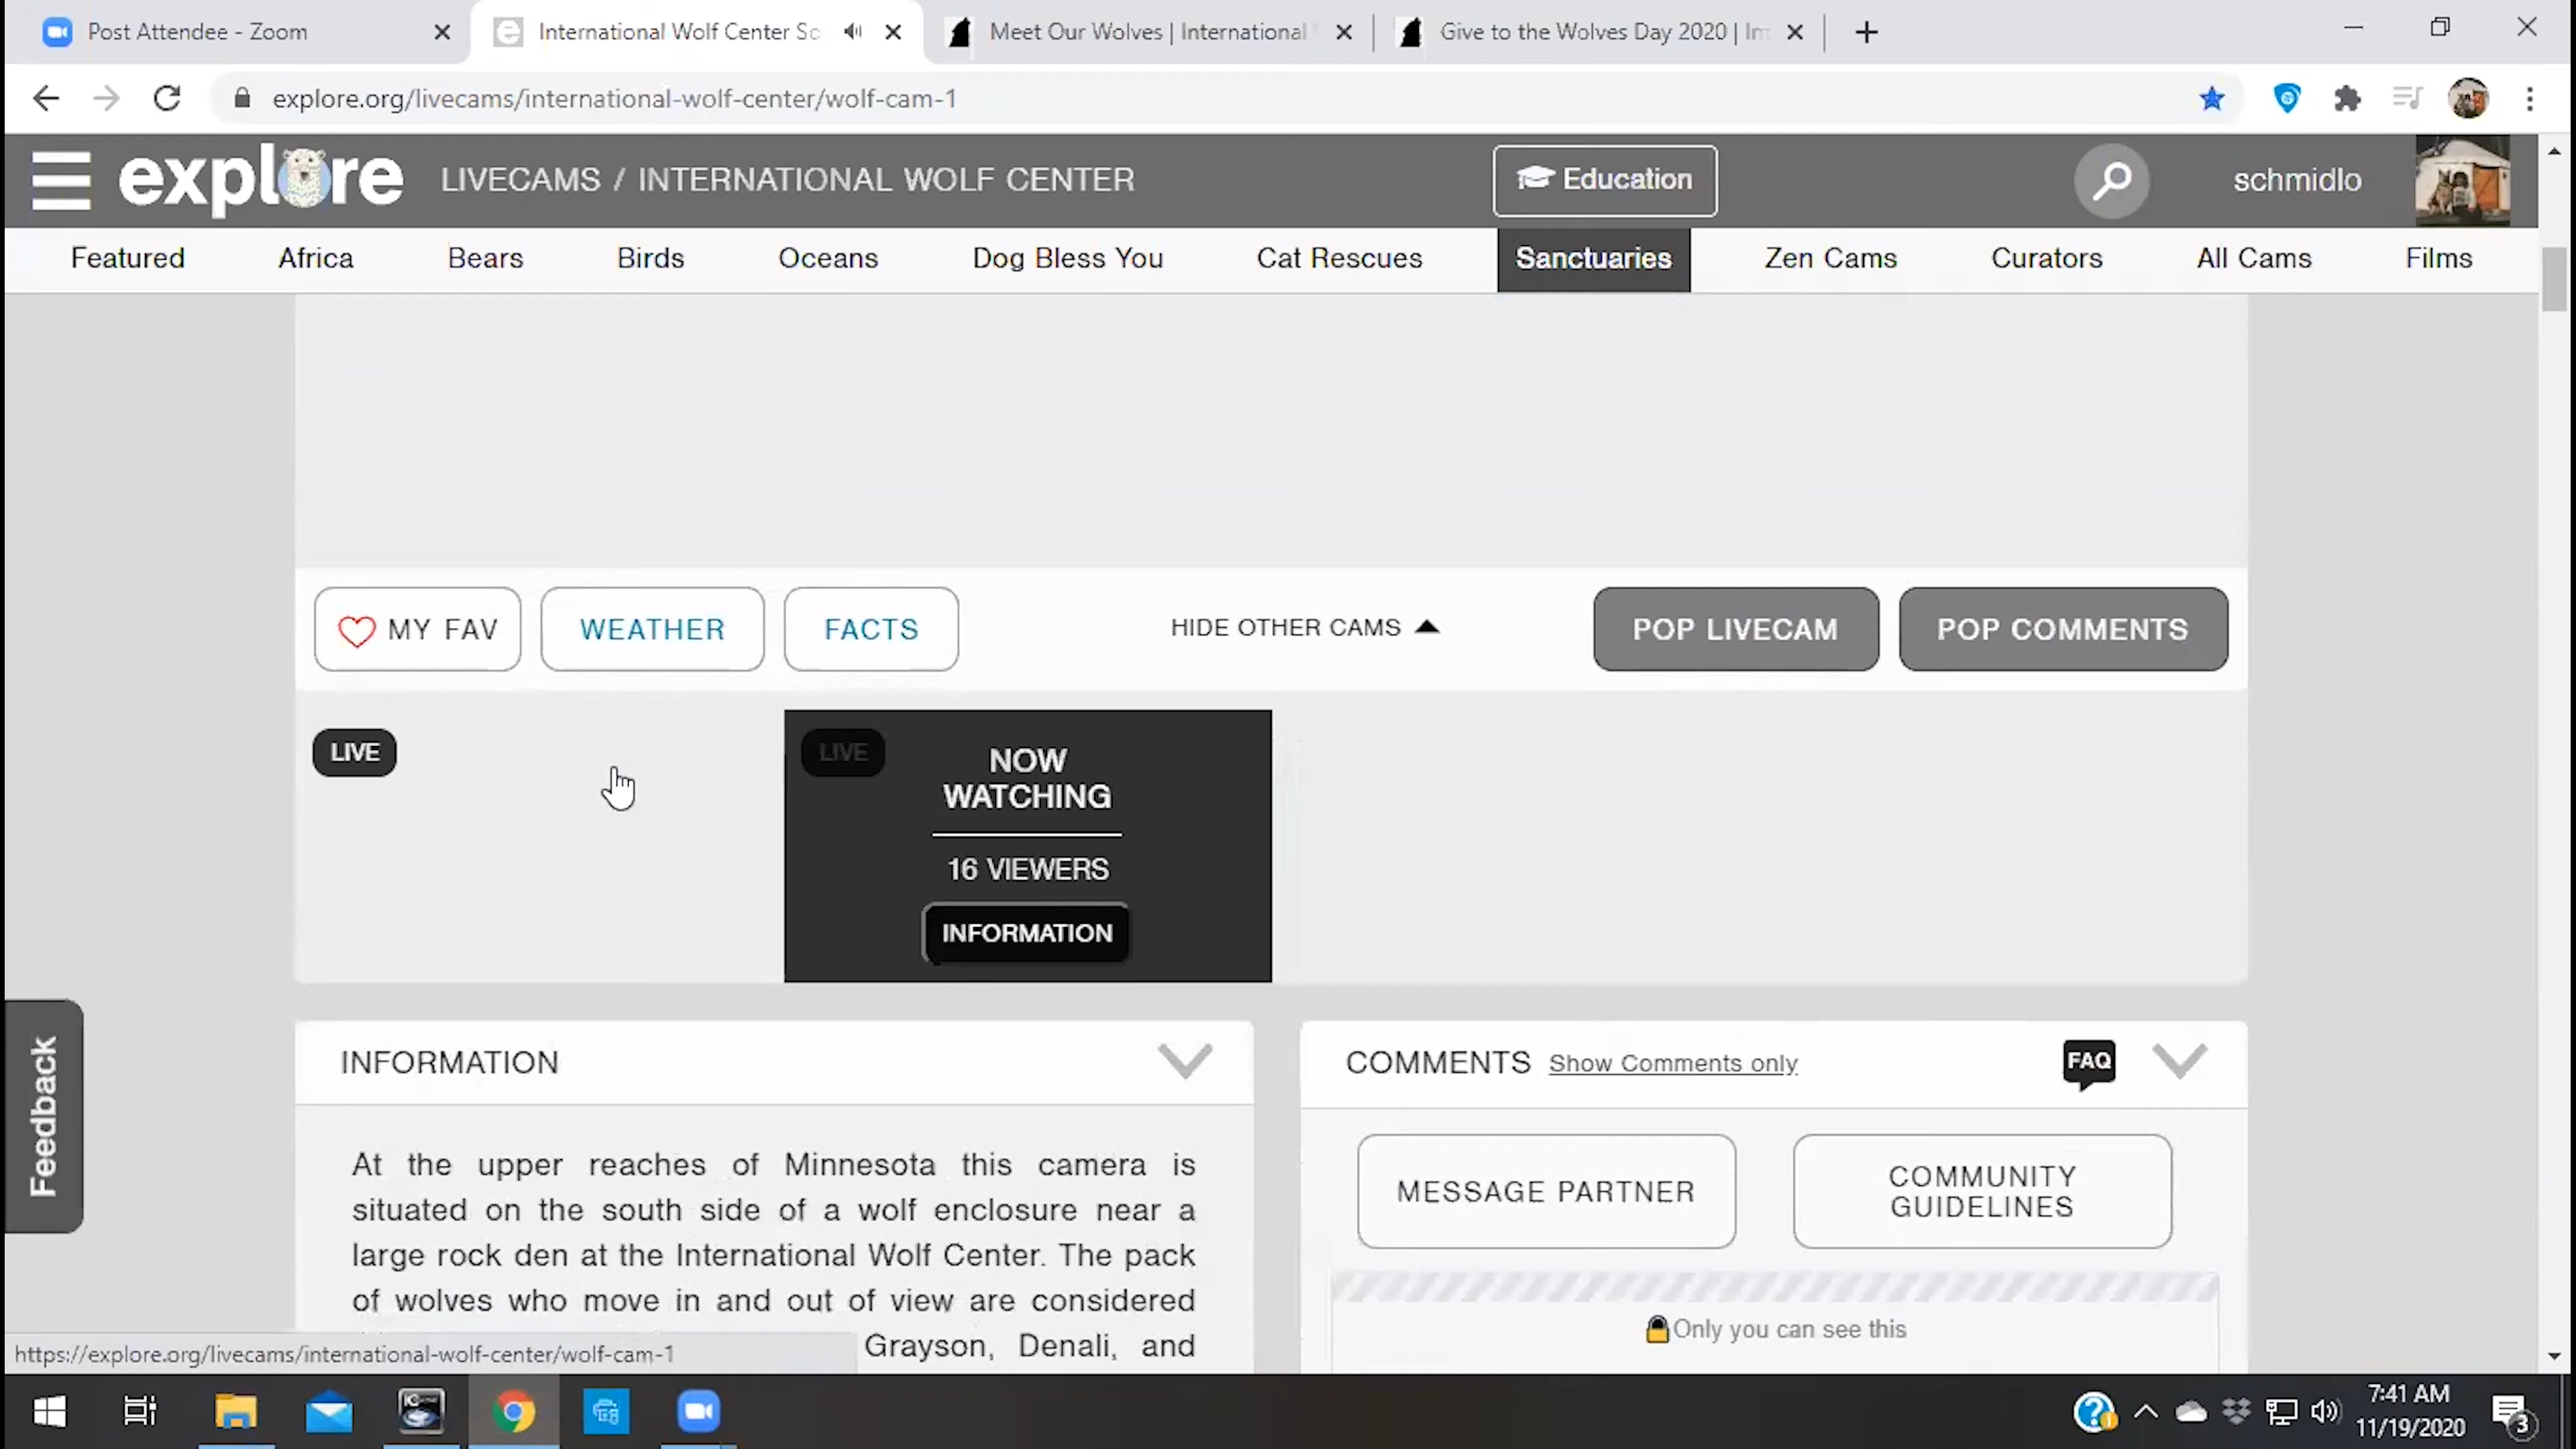 Post Attendee - Zoom
International Wolf Center Sc
Meet Our Wolves | International
Give to the Wolves Day 2020 | In
explore.org/livecams/international-wolf-center/wolf-cam-1
explore
LIVECAMS / INTERNATIONAL WOLF CENTER
Education
schmidlo
Featured
Africa
Bears
Birds
Oceans
Dog Bless You
Cat Rescues
Sanctuaries
Zen Cams
Curators
All Cams
Films
MY FAV
WEATHER
FACTS
HIDE OTHER CAMS
POP LIVECAM
POP COMMENTS
LIVE
LIVE
NOW
WATCHING
16 VIEWERS
INFORMATION
Feedback
INFORMATION
At the upper reaches of Minnesota this camera is
situated on the south side of a wolf enclosure near a
large rock den at the International Wolf Center. The pack
of wolves who move in and out of view are considered
Grayson, Denali, and
COMMENTS
Show Comments only
FAQ
MESSAGE PARTNER
COMMUNITY
GUIDELINES
Only you can see this
https://explore.org/livecams/international-wolf-center/wolf-cam-1
7:41 AM
11/19/2020
3